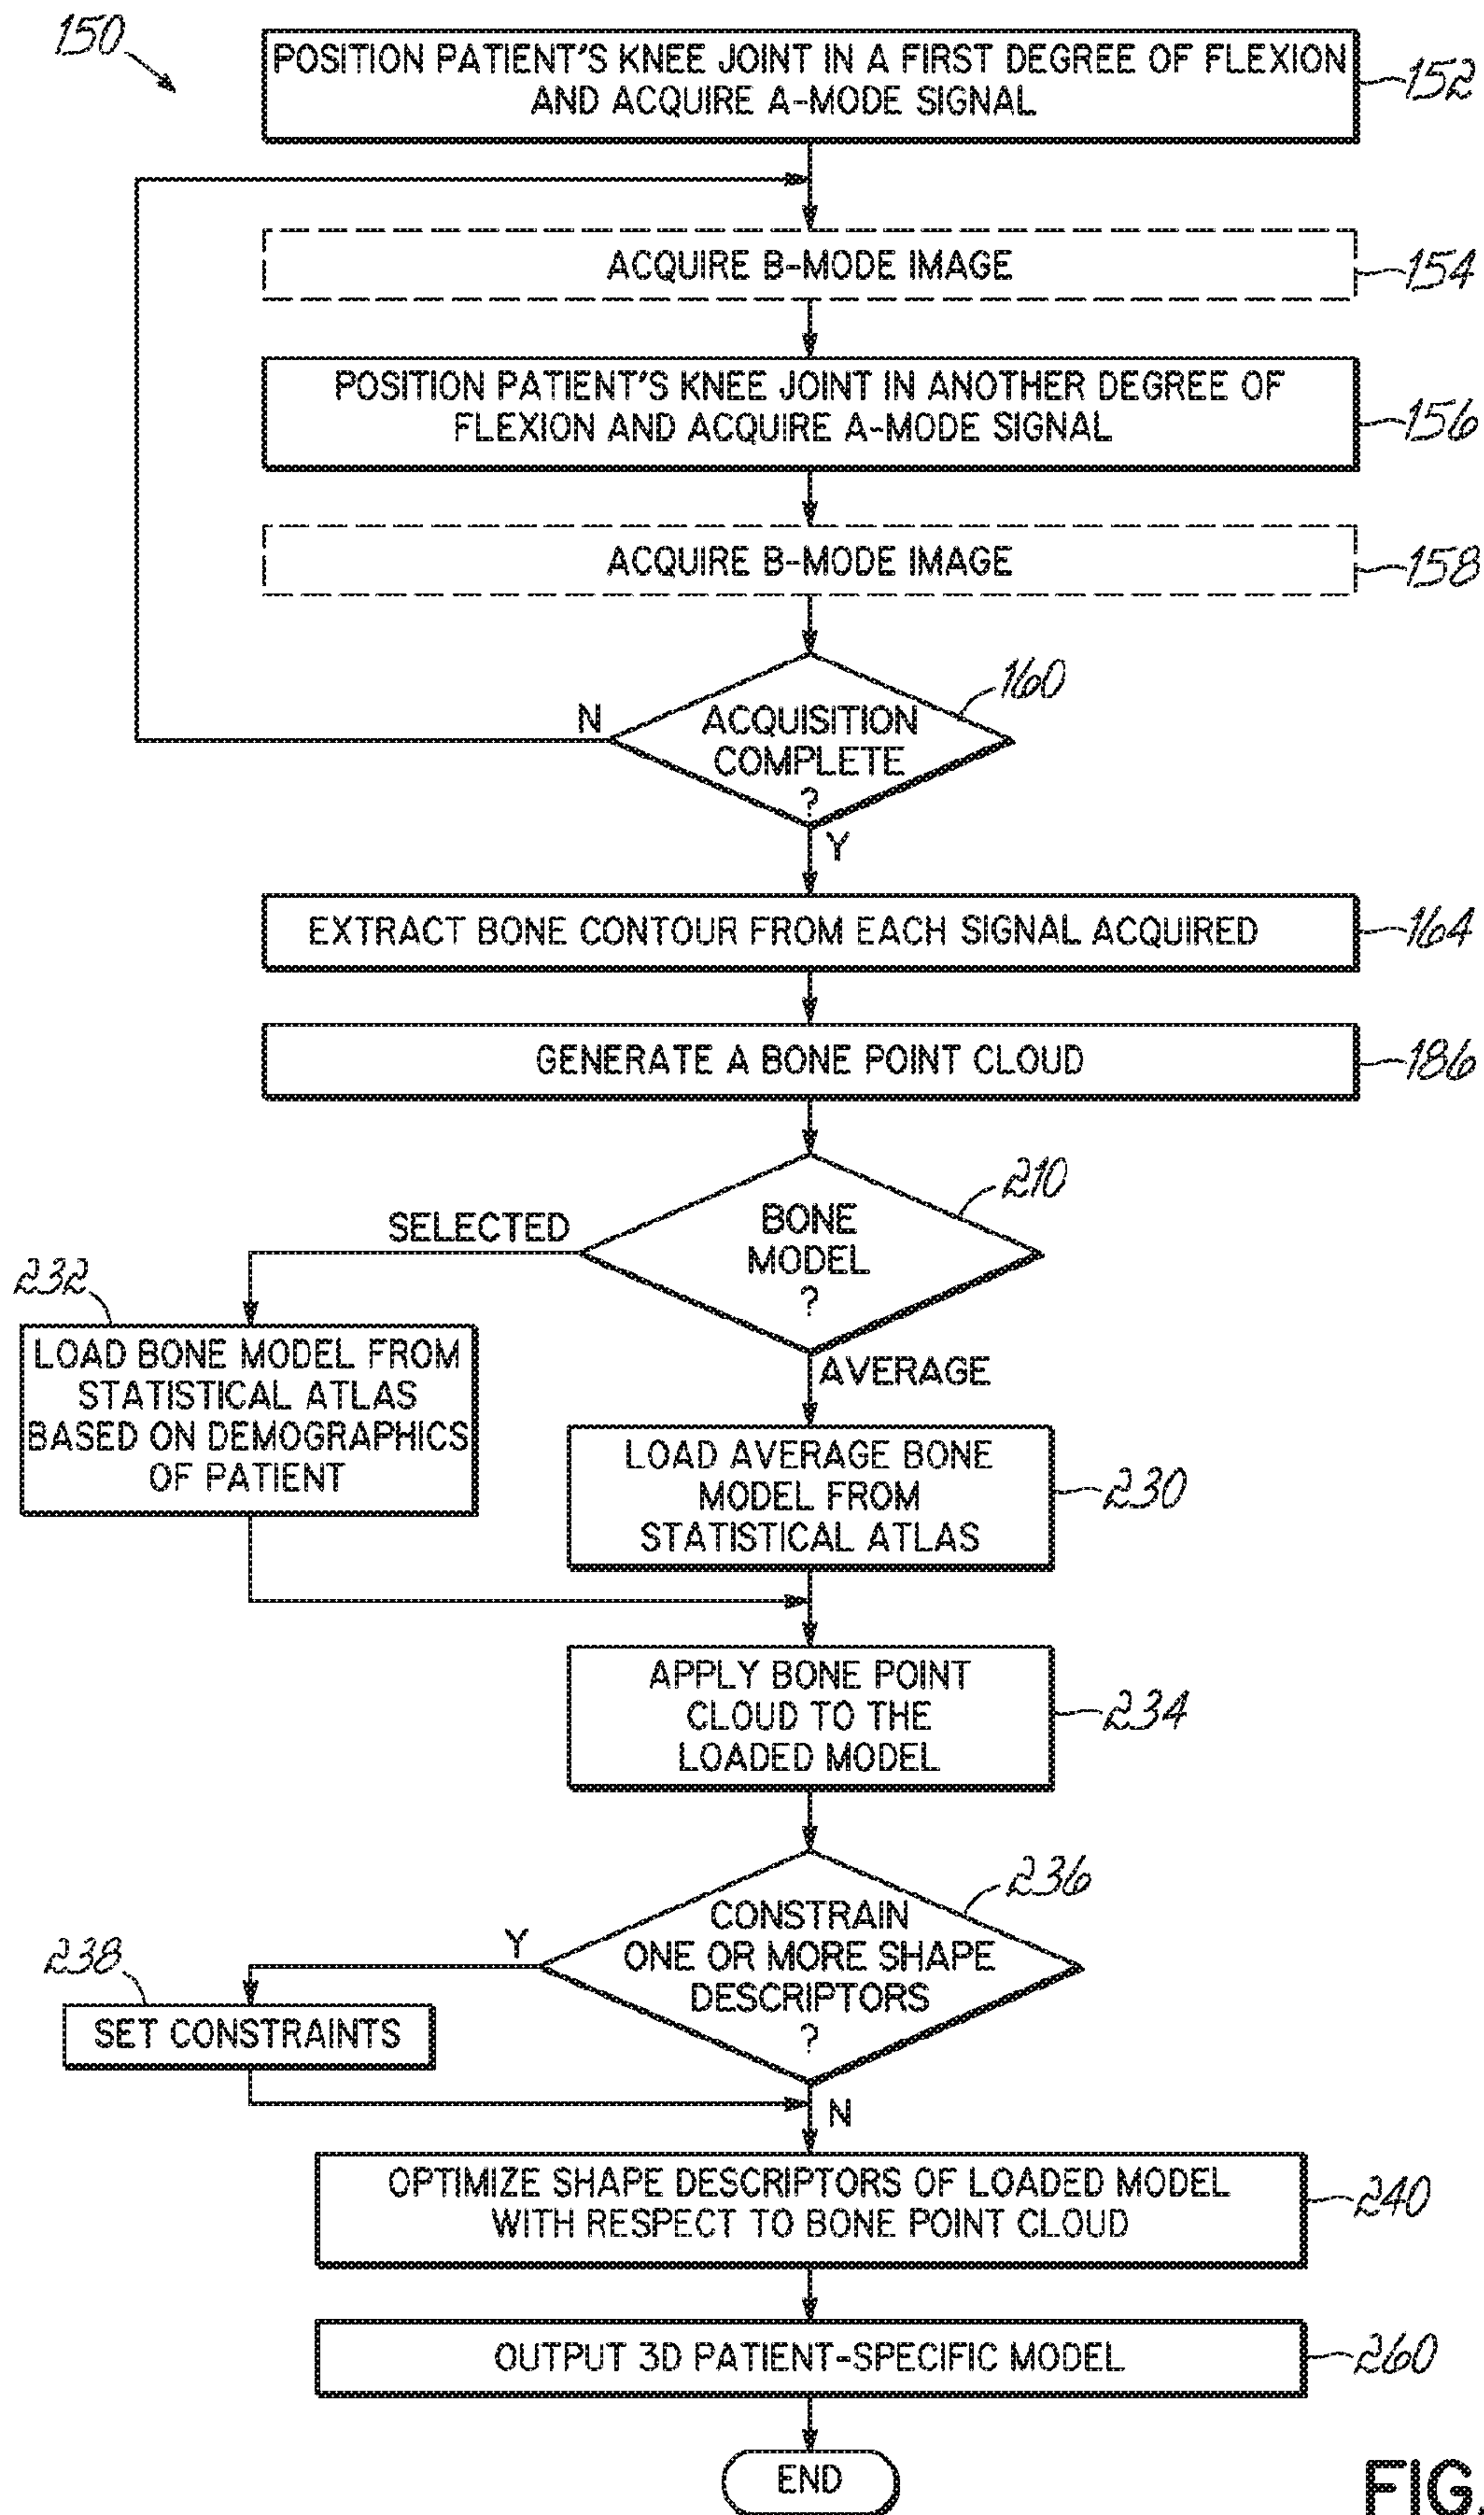 150
POSITION PATIENT'S KNEE JOINT IN A FIRST DEGREE OF FLEXION
AND ACQUIRE A-MODE SIGNAL
152
ACQUIRE B-MODE IMAGE
154
POSITION PATIENT'S KNEE JOINT IN ANOTHER DEGREE OF
FLEXION AND ACQUIRE A-MODE SIGNAL
156
ACQUIRE B-MODE IMAGE
158
160
N
ACQUISITION
COMPLETE
?
Y
EXTRACT BONE CONTOUR FROM EACH SIGNAL ACQUIRED
164
GENERATE A BONE POINT CLOUD
186
210
SELECTED
BONE
MODEL
?
AVERAGE
232
LOAD BONE MODEL FROM
STATISTICAL ATLAS
BASED ON DEMOGRAPHICS
OF PATIENT
LOAD AVERAGE BONE
MODEL FROM
STATISTICAL ATLAS
230
APPLY BONE POINT
CLOUD TO THE
LOADED MODEL
234
236
Y
CONSTRAIN
ONE OR MORE SHAPE
DESCRIPTORS
?
238
SET CONSTRAINTS
N
OPTIMIZE SHAPE DESCRIPTORS OF LOADED MODEL
WITH RESPECT TO BONE POINT CLOUD
240
OUTPUT 3D PATIENT-SPECIFIC MODEL
260
END
FIG.